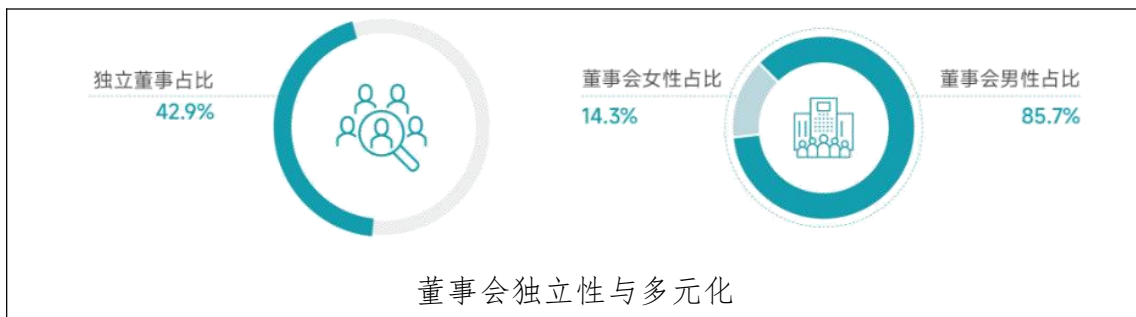 独立董事占比
42.9%
董事会女性占比
14.3%
董事会男性占比
85.7%
董事会独立性与多元化